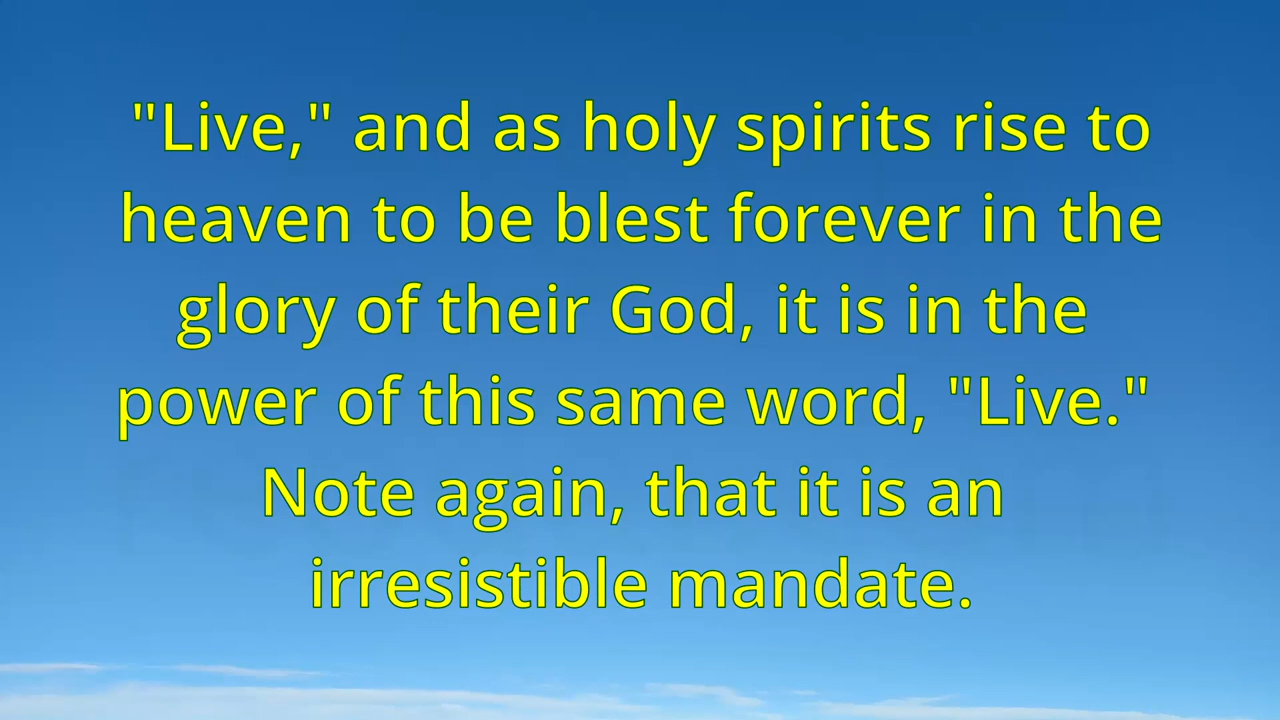 "Live," and as holy spirits rise to
heaven to be blest forever in the
glory of their God, it is in the
power of this same word, "Live."
Note again, that it is an
irresistible mandate.